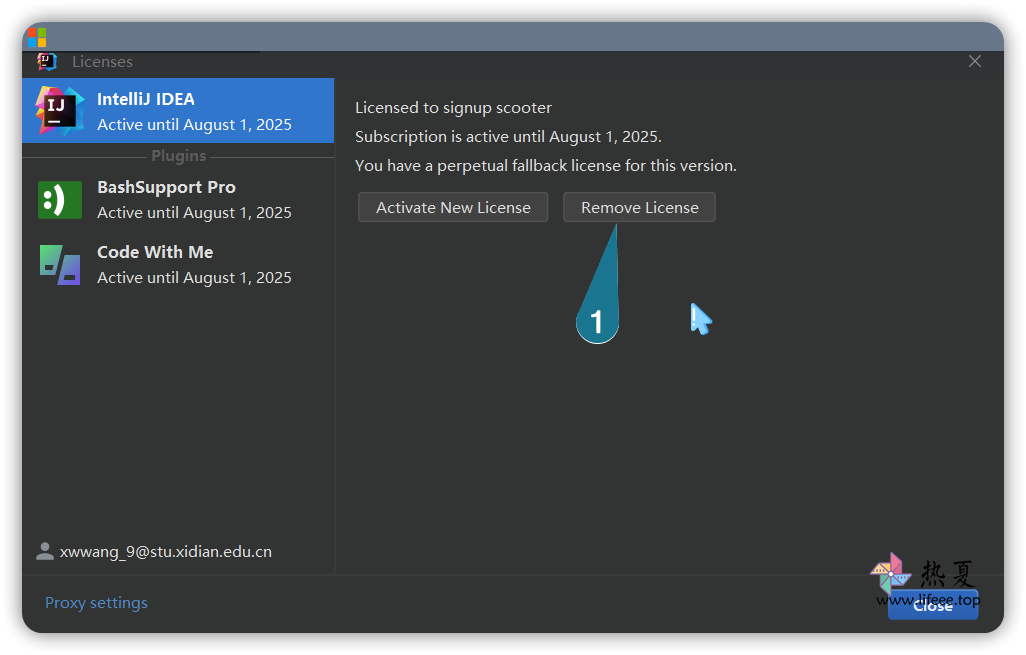 Licenses
IJ
IntelliJ IDEA
Active until August 1, 2025
Plugins
BashSupport Pro
Active until August 1, 2025
Code With Me
Active until August 1, 2025
xwwang_9@stu.xidian.edu.cn
Licensed to signup scooter
Subscription is active until August 1, 2025.
You have a perpetual fallback license for this version.
Activate New License
Remove License
1
Proxy settings
热夏
www.lifeee.top
Close